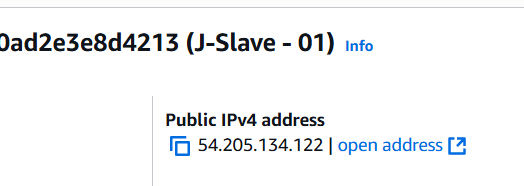 0ad2e3e8d4213 (J-Slave - 01) Info
Public IPv4 address
54.205.134.122 | open address